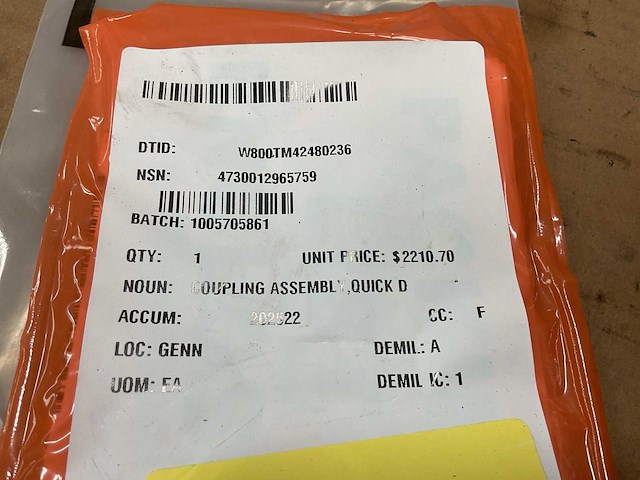 DTID: W800TM42480236
NSN: 4730012965759
BATCH: 1005705861
QTY: 1 UNIT PRICE: $2210.70
NOUN: COUPLING ASSEMBLY,QUICK D
ACCUM: 202522 CC: F
LOC: GENN DEMIL: A
UOM: EA DEMIL IC: 1